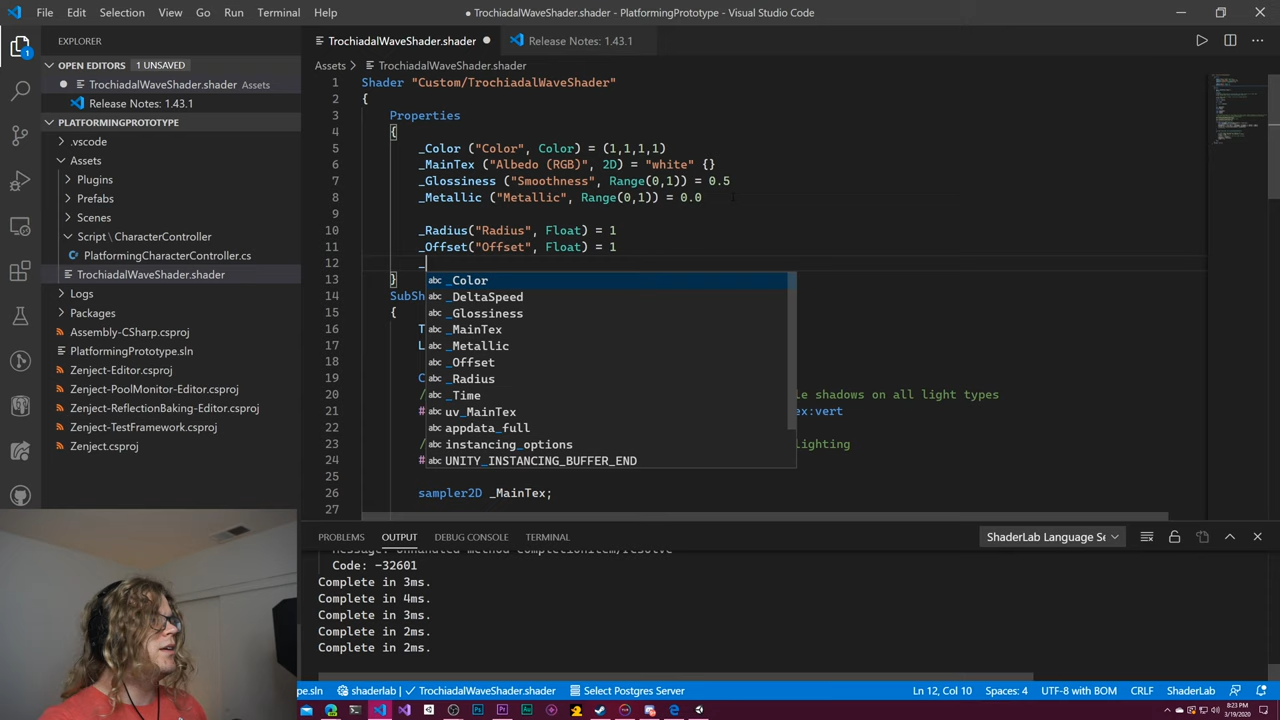 File Edit Selection View Go Run Terminal Help
● TrochiadalWaveShader.shader - PlatformingPrototype - Visual Studio Code
EXPLORER
OPEN EDITORS 1 UNSAVED
TrochiadalWaveShader.shader Assets
Release Notes: 1.43.1
PLATFORMINGPROTOTYPE
.vscode
Assets
Plugins
Prefabs
Scenes
Script \ CharacterController
PlatformingCharacterController.cs
TrochiadalWaveShader.shader
Logs
Packages
Assembly-CSharp.csproj
PlatformingPrototype.sln
Zenject-Editor.csproj
Zenject-PoolMonitor-Editor.csproj
Zenject-ReflectionBaking-Editor.csproj
Zenject-TestFramework.csproj
Zenject.csproj
1
TrochiadalWaveShader.shader ●
Release Notes: 1.43.1
Assets > TrochiadalWaveShader.shader
1 Shader "Custom/TrochiadalWaveShader"
2 {
3 Properties
4 {
5 _Color ("Color", Color) = (1,1,1,1)
6 _MainTex ("Albedo (RGB)", 2D) = "white" {}
7 _Glossiness ("Smoothness", Range(0,1)) = 0.5
8 _Metallic ("Metallic", Range(0,1)) = 0.0
9
10 _Radius("Radius", Float) = 1
11 _Offset("Offset", Float) = 1
12 _
13 }
14 SubSh
15 {
16 T
17 L
18
19 C
20 / le shadows on all light types
21 # ex:vert
22
23 / lighting
24 #
25
26 sampler2D _MainTex;
27
abc _Color
abc _DeltaSpeed
abc _Glossiness
abc _MainTex
abc _Metallic
abc _Offset
abc _Radius
abc _Time
abc uv_MainTex
abc appdata_full
abc instancing_options
abc UNITY_INSTANCING_BUFFER_END
PROBLEMS OUTPUT DEBUG CONSOLE TERMINAL
ShaderLab Language Se
Message: Unhandled method completionItem/resolve
Code: -32601
Complete in 3ms.
Complete in 4ms.
Complete in 3ms.
Complete in 2ms.
Complete in 2ms.
pe.sln shaderlab | ✓ TrochiadalWaveShader.shader Select Postgres Server
Ln 12, Col 10 Spaces: 4 UTF-8 with BOM CRLF ShaderLab
8:23 PM
3/19/2020